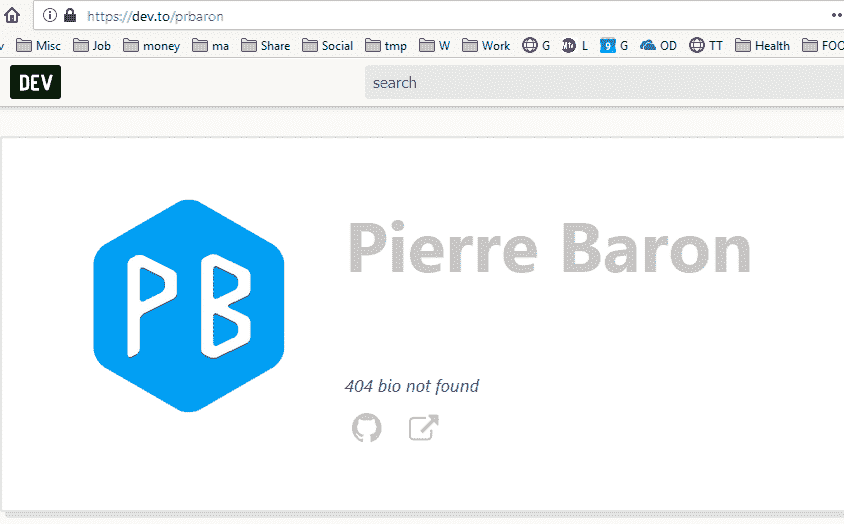 https://dev.to/prbaron
Misc Job money ma Share Social tmp W Work G L G OD TT Health FOO
DEV
search
PB
Pierre Baron
404 bio not found